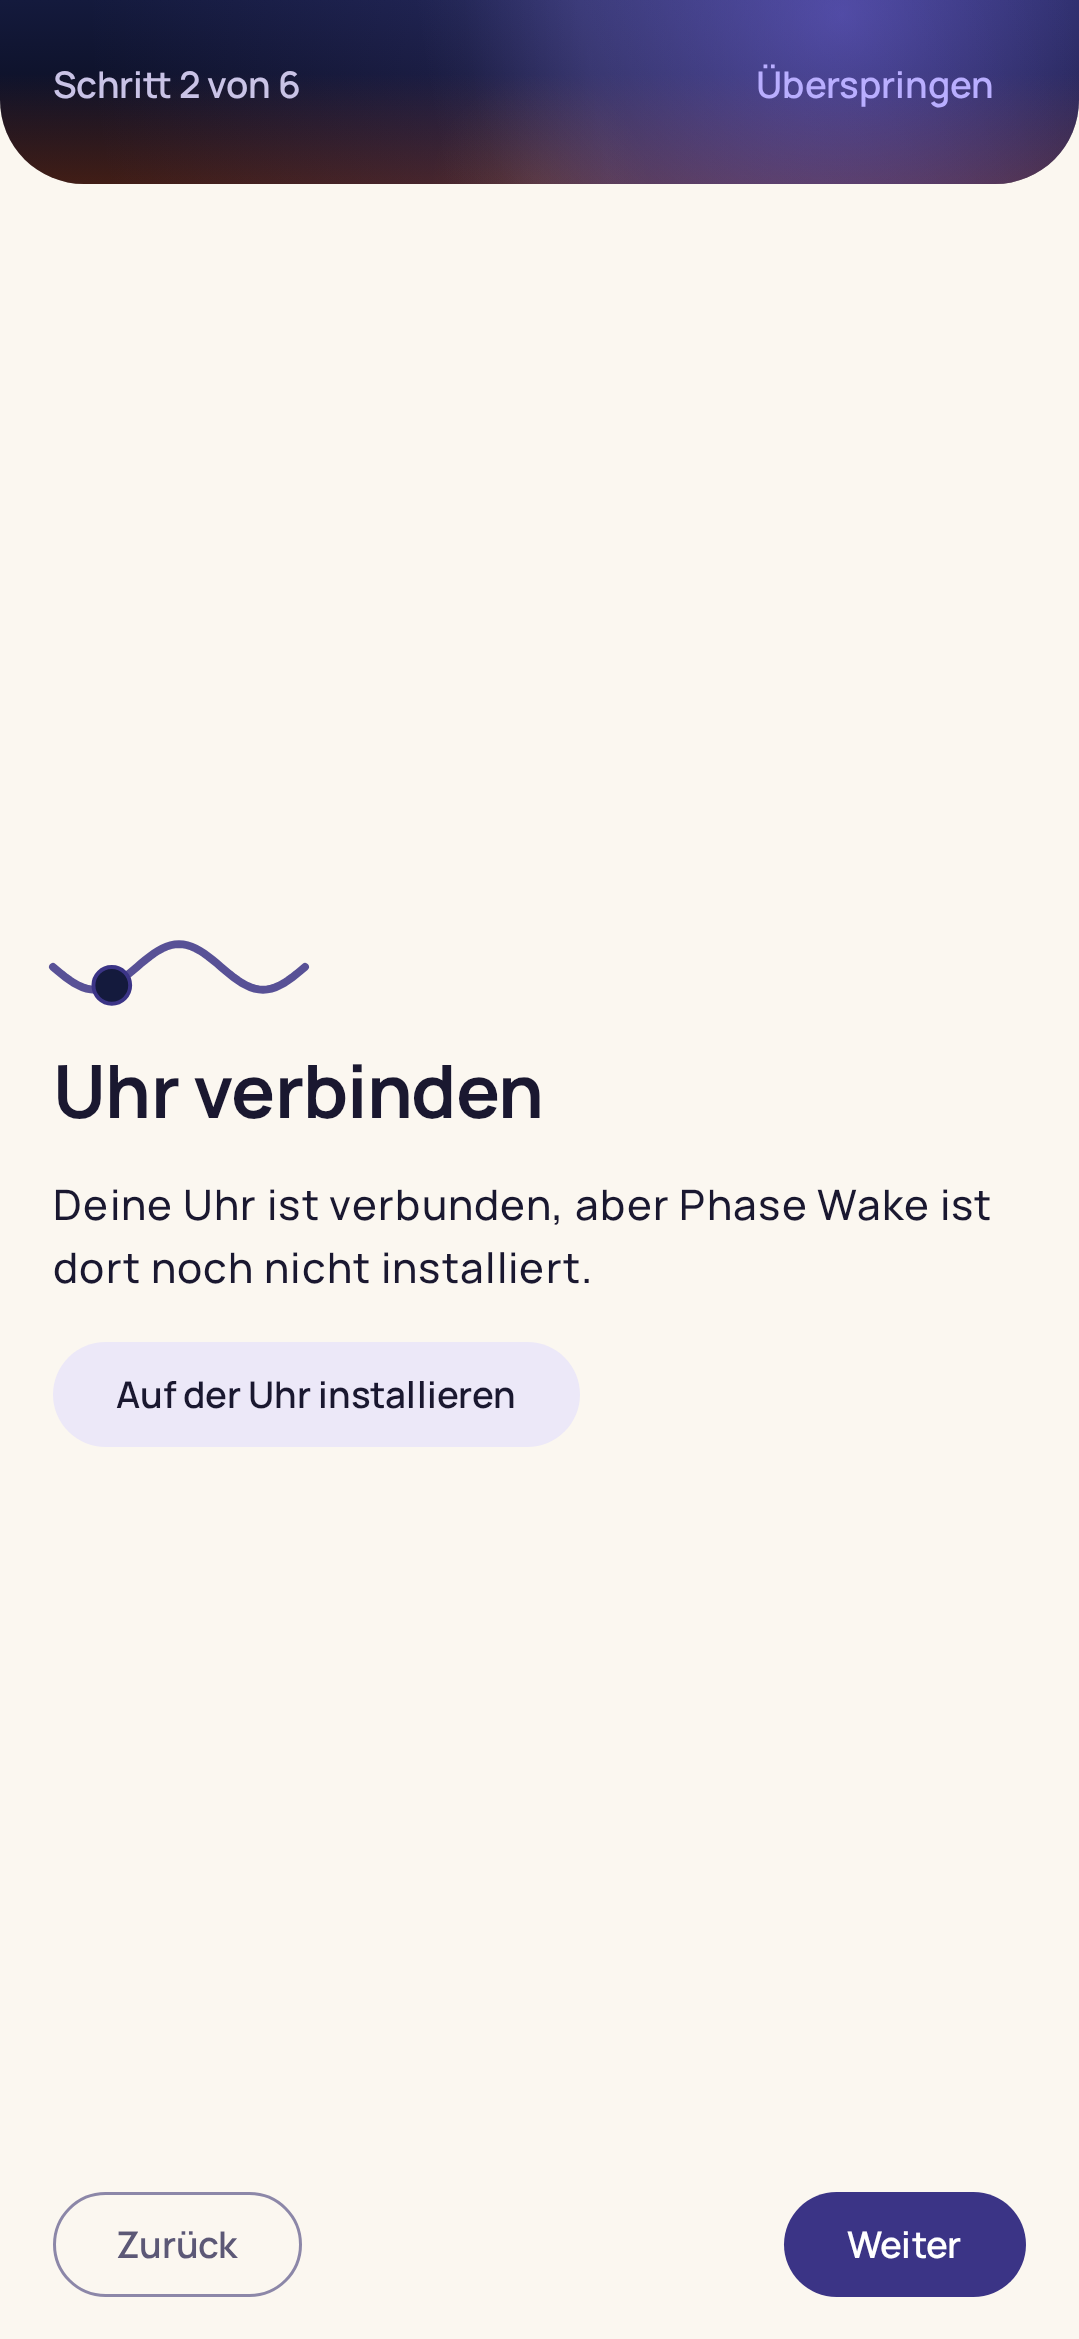 Schritt 2 von 6
Überspringen
Uhr verbinden
Deine Uhr ist verbunden, aber Phase Wake ist
dort noch nicht installiert.
Auf der Uhr installieren
Zurück
Weiter